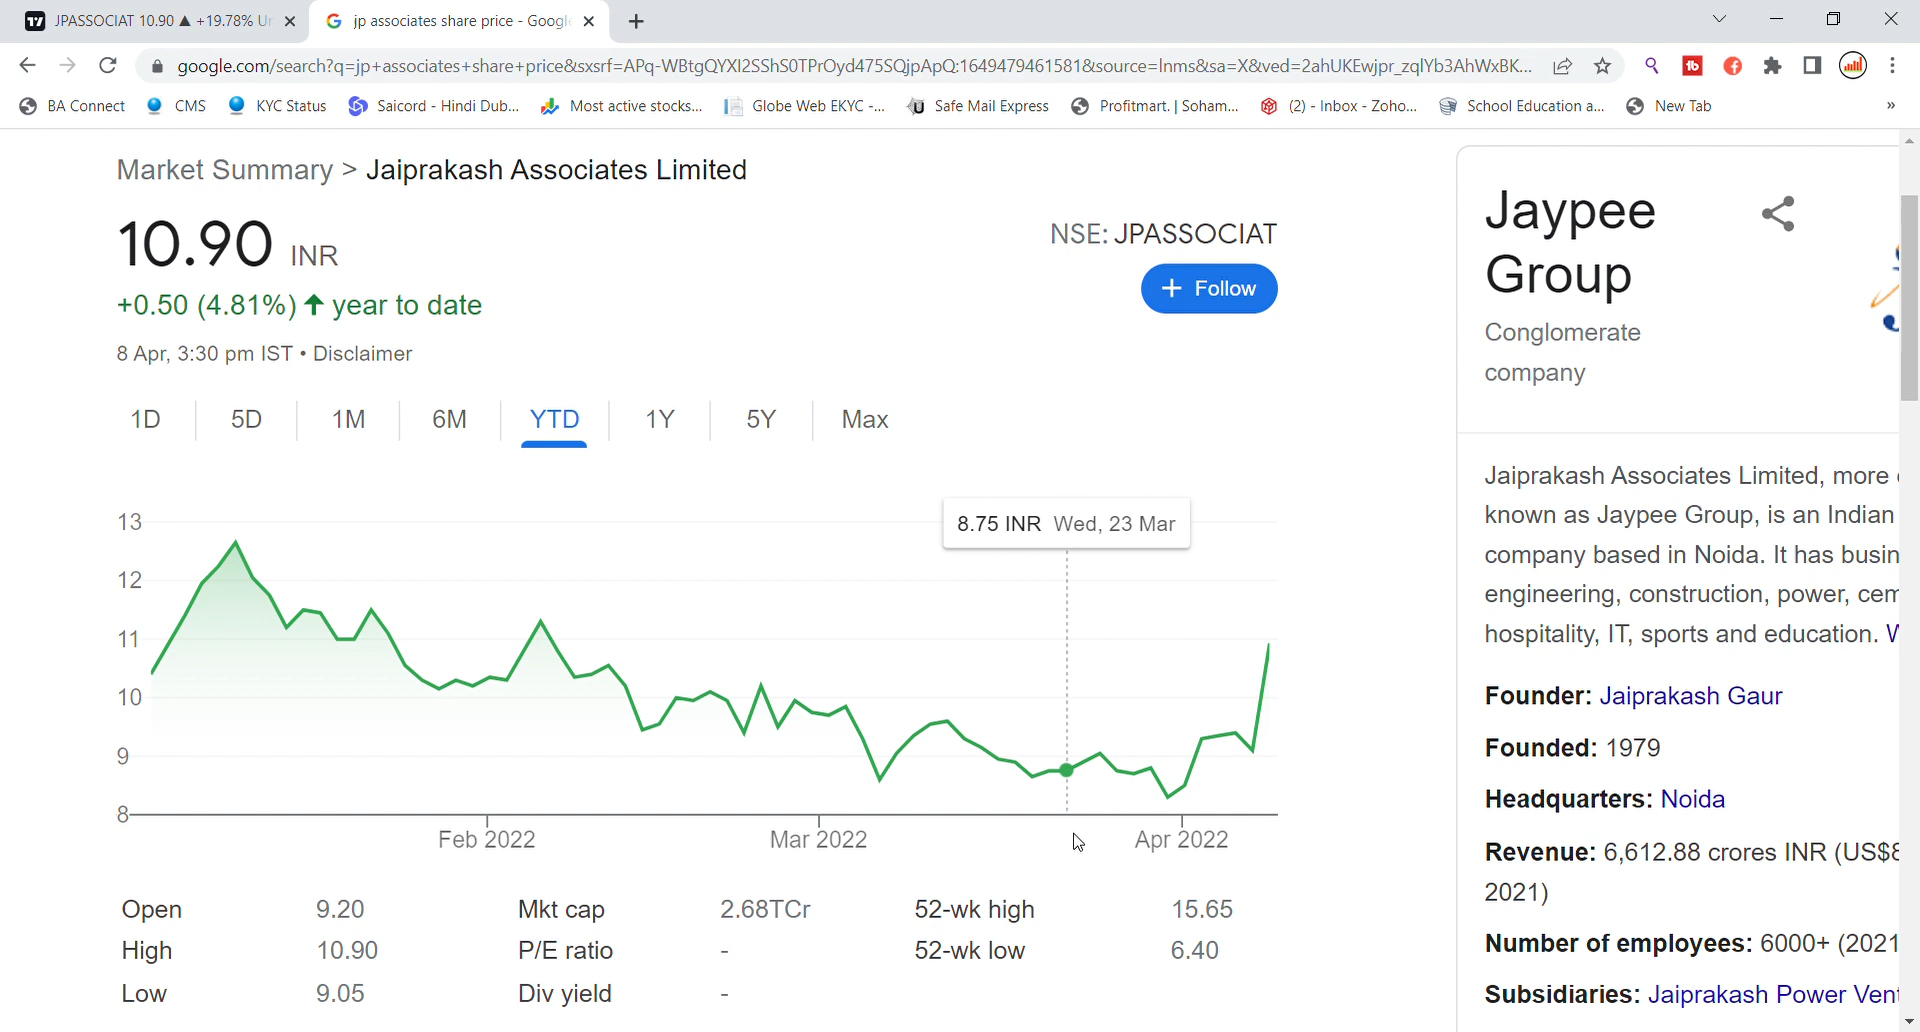 JPASSOCIAT 10.90 ▲ +19.78% Ur
jp associates share price - Google
google.com/search?q=jp+associates+share+price&sxsrf=APq-WBtgQYXI2SShS0TPrOyd475SQjpApQ:1649479461581&source=lnms&sa=X&ved=2ahUKEwjpr_zqlYb3AhWxBK...
BA Connect CMS KYC Status Saicord - Hindi Dub... Most active stocks... Globe Web EKYC -... Safe Mail Express Profitmart. | Soham... (2) - Inbox - Zoho... School Education a... New Tab »
Market Summary > Jaiprakash Associates Limited
10.90 INR
NSE: JPASSOCIAT
+ Follow
+0.50 (4.81%) ↑ year to date
8 Apr, 3:30 pm IST • Disclaimer
1D 5D 1M 6M YTD 1Y 5Y Max
8.75 INR Wed, 23 Mar
13
12
11
10
9
8
Feb 2022 Mar 2022 Apr 2022
Open 9.20 Mkt cap 2.68TCr 52-wk high 15.65
High 10.90 P/E ratio - 52-wk low 6.40
Low 9.05 Div yield -
Jaypee
Group
Conglomerate
company
Jaiprakash Associates Limited, more
known as Jaypee Group, is an Indian
company based in Noida. It has busin
engineering, construction, power, cem
hospitality, IT, sports and education. W
Founder: Jaiprakash Gaur
Founded: 1979
Headquarters: Noida
Revenue: 6,612.88 crores INR (US$8
2021)
Number of employees: 6000+ (2021
Subsidiaries: Jaiprakash Power Vent